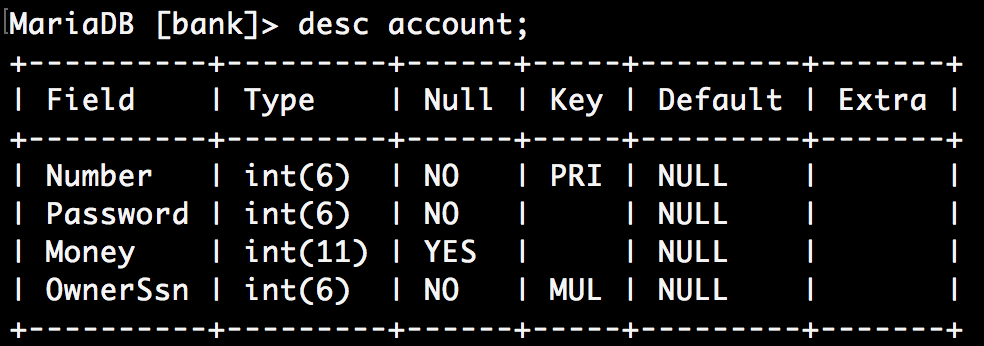 MariaDB [bank]> desc account;
+----------+---------+------+-----+---------+-------+
| Field    | Type    | Null | Key | Default | Extra |
+----------+---------+------+-----+---------+-------+
| Number   | int(6)  | NO   | PRI | NULL    |       |
| Password | int(6)  | NO   |     | NULL    |       |
| Money    | int(11) | YES  |     | NULL    |       |
| OwnerSsn | int(6)  | NO   | MUL | NULL    |       |
+----------+---------+------+-----+---------+-------+